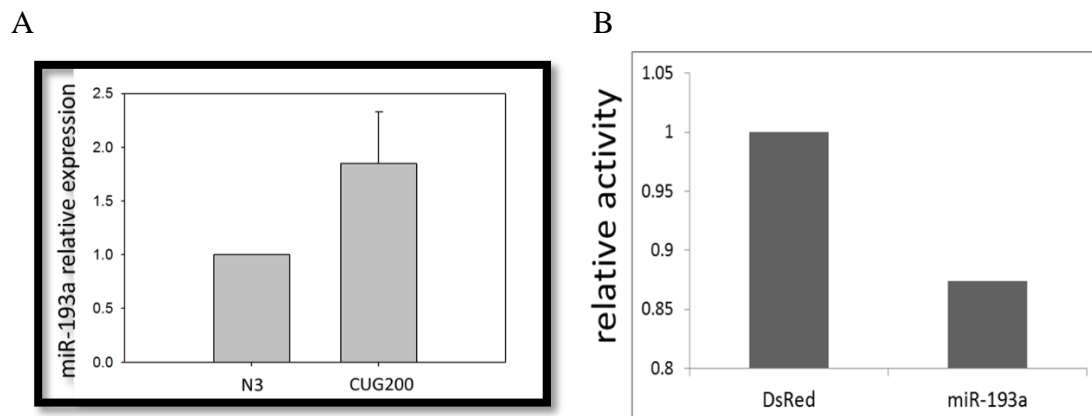 A
B
miR-193a relative expression
2.5
2.0
1.5
1.0
0.5
0.0
N3 CUG200
relative activity
1.05
1
0.95
0.9
0.85
0.8
DsRed miR-193a